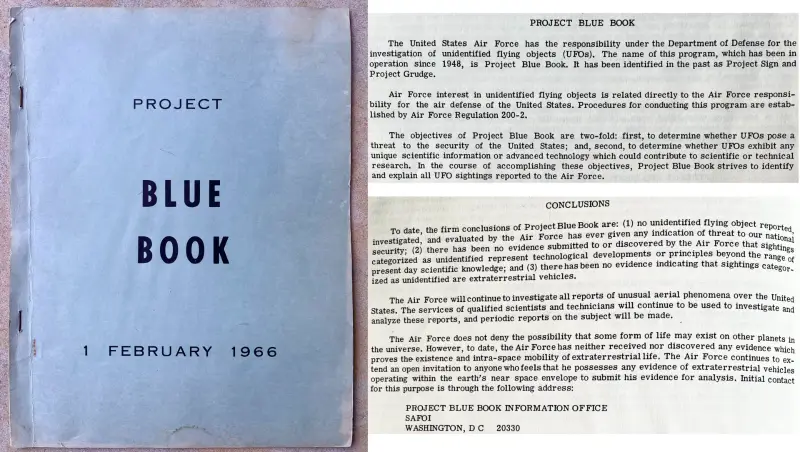 PROJECT
BLUE
BOOK
1 FEBRUARY 1966
PROJECT BLUE BOOK
The United States Air Force has the responsibility under the Department of Defense for the
investigation of unidentified flying objects (UFOs). The name of this program, which has been in
operation since 1948, is Project Blue Book. It has been identified in the past as Project Sign and
Project Grudge.
Air Force interest in unidentified flying objects is related directly to the Air Force responsi-
bility for the air defense of the United States. Procedures for conducting this program are estab-
lished by Air Force Regulation 200-2.
The objectives of Project Blue Book are two-fold: first, to determine whether UFOs pose a
threat to the security of the United States; and, second, to determine whether UFOs exhibit any
unique scientific information or advanced technology which could contribute to scientific or technical
research. In the course of accomplishing these objectives, Project Blue Book strives to identify
and explain all UFO sightings reported to the Air Force.
CONCLUSIONS
To date, the firm conclusions of Project Blue Book are: (1) no unidentified flying object reported,
investigated, and evaluated by the Air Force has ever given any indication of threat to our national
security; (2) there has been no evidence submitted to or discovered by the Air Force that sightings
categorized as unidentified represent technological developments or principles beyond the range of
present day scientific knowledge; and (3) there has been no evidence indicating that sightings categor-
ized as unidentified are extraterrestrial vehicles.
The Air Force will continue to investigate all reports of unusual aerial phenomena over the United
States. The services of qualified scientists and technicians will continue to be used to investigate and
analyze these reports, and periodic reports on the subject will be made.
The Air Force does not deny the possibility that some form of life may exist on other planets in
the universe. However, to date, the Air Force has neither received nor discovered any evidence which
proves the existence and intra-space mobility of extraterrestrial life. The Air Force continues to ex-
tend an open invitation to anyone who feels that he possesses any evidence of extraterrestrial vehicles
operating within the earth's near space envelope to submit his evidence for analysis. Initial contact
for this purpose is through the following address:
PROJECT BLUE BOOK INFORMATION OFFICE
SAFOI
WASHINGTON, D C 20330